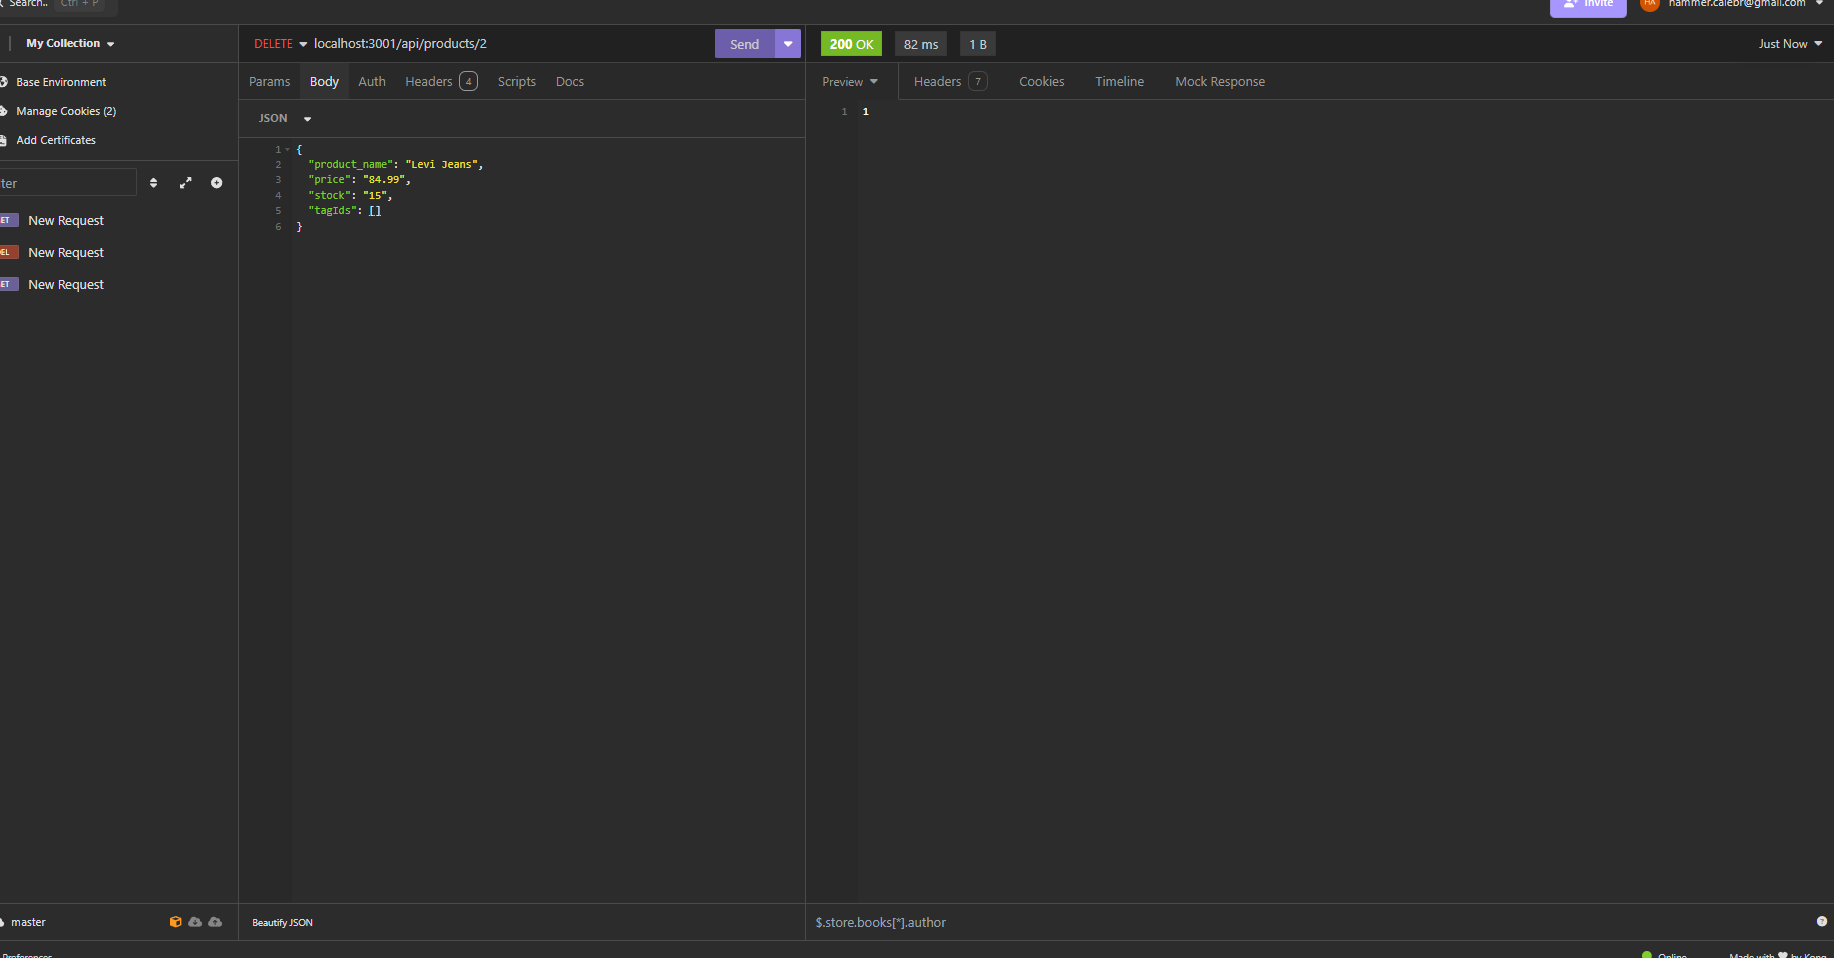 Search.. Ctrl + P
Invite
HA hammer.calebr@gmail.com
My Collection
DELETE localhost:3001/api/products/2 Send
200 OK 82 ms 1 B Just Now
Base Environment
Manage Cookies (2)
Add Certificates
ter
ET New Request
EL New Request
ET New Request
Params Body Auth Headers 4 Scripts Docs
JSON
1 {
2 "product_name": "Levi Jeans",
3 "price": "84.99",
4 "stock": "15",
5 "tagIds": []
6 }
Preview Headers 7 Cookies Timeline Mock Response
1 1
master
Beautify JSON
$.store.books[*].author
Preferences
Online Made with by Kong